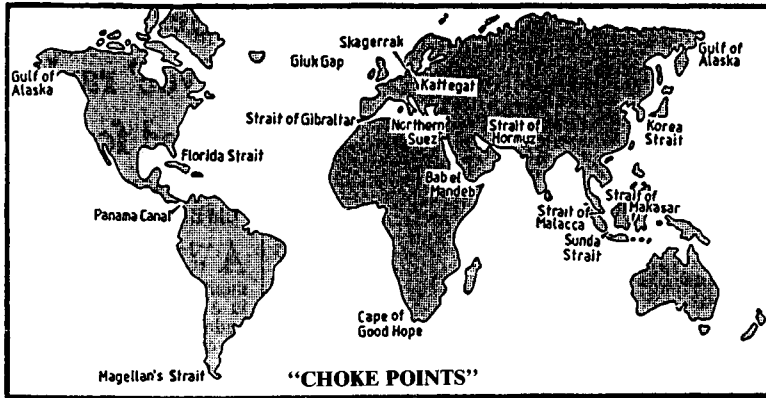 Skagerrak
Gulf of
Alaska
Giuk Gap
Gulf of
Alaska
Kattegat
Strait of Gibraltar
Northern
Suez
Strait of
Hormuz
Korea
Strait
Florida Strait
Bab el
Mandeb
Panama Canal
Strait of
Malacca
Strait of
Makasar
Sunda
Strait
Cape of
Good Hope
Magellan's Strait
"CHOKE POINTS"